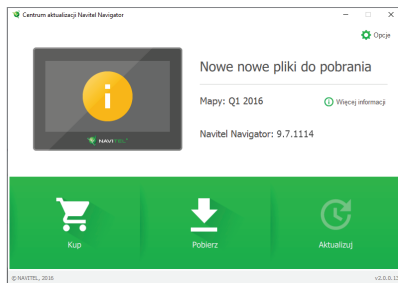 Centrum aktualizacji Navitel Navigator
Opcje
Nowe nowe pliki do pobrania
Mapy: Q1 2016
Więcej informacji
Navitel Navigator: 9.7.1114
NAVITEL
Kup
Pobierz
Aktualizuj
© NAVITEL, 2016